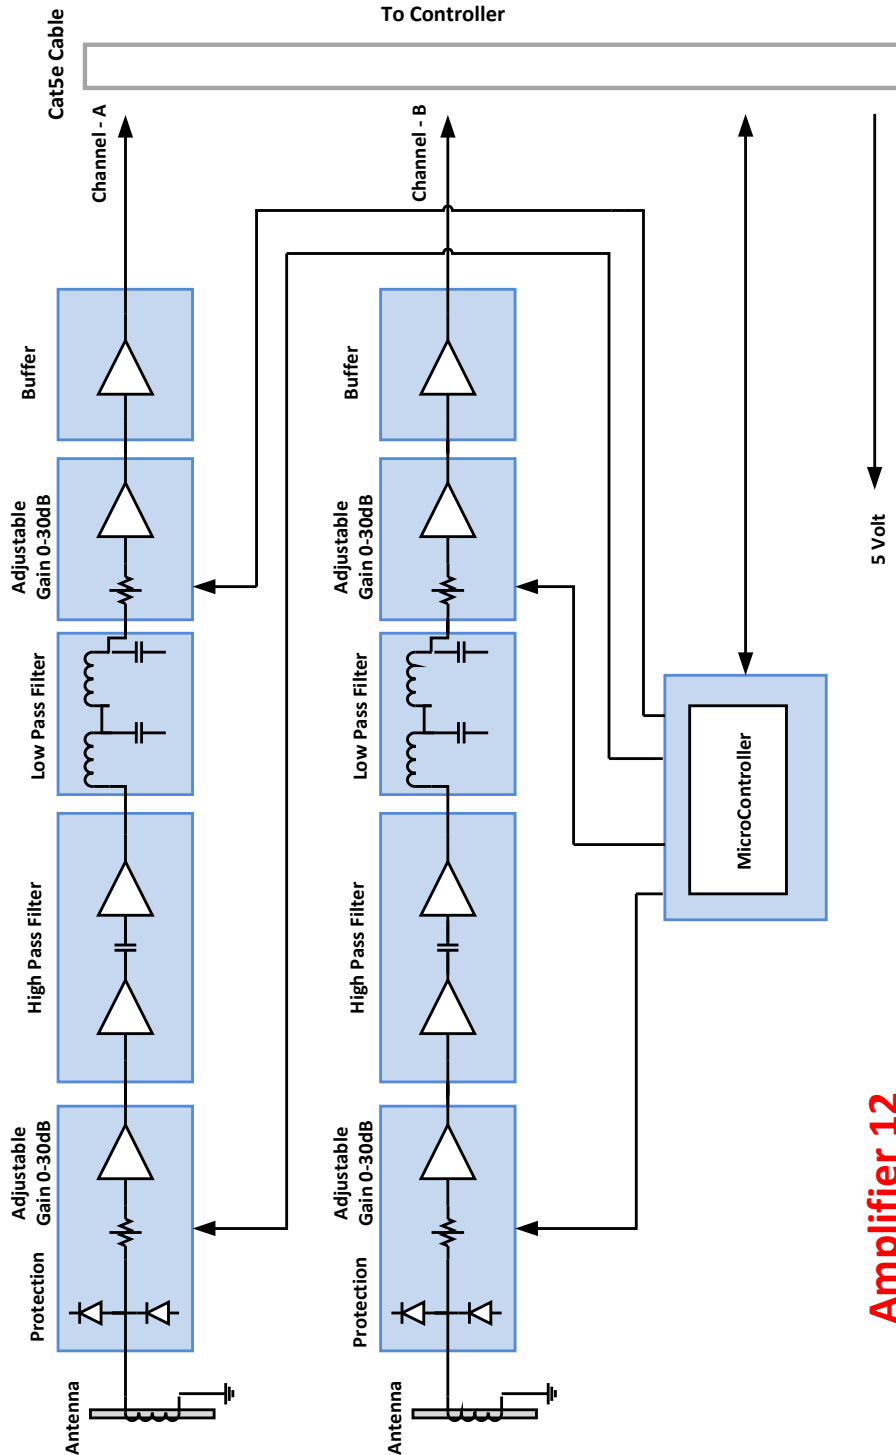 Antenna
Protection
Adjustable
Gain 0-30dB
High Pass Filter
Low Pass Filter
Adjustable
Gain 0-30dB
Buffer
Channel - A
Cat5e Cable
Antenna
Protection
Adjustable
Gain 0-30dB
High Pass Filter
Low Pass Filter
Adjustable
Gain 0-30dB
Buffer
Channel - B
To Controller
MicroController
5 Volt
Amplifier 12